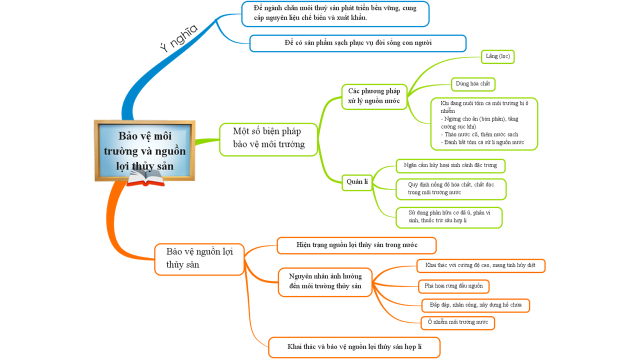 Bảo vệ môi
trường và nguồn
lợi thủy sản
Ý nghĩa
Để ngành chăn môi thuỷ sản phát triển bền vững, cung
cấp nguyên liệu chế biến và xuất khẩu.
Để có sản phẩm sạch phục vụ đời sống con người
Một số biện pháp
bảo vệ môi trường
Các phương pháp
xử lý nguồn nước
Lắng (lọc)
Dùng hóa chất
Khi đang nuôi tôm cá môi trường bị ô
nhiễm
- Ngừng cho ăn (bón phân), tăng
cường sục khí
- Tháo nước cũ, thêm nước sạch
- Đánh bắt tôm cá xử lí nguồn nước
Quản lí
Ngăn cấm hủy hoại sinh cảnh đặc trưng
Quy định nồng độ hóa chất, chất độc
trong môi trường nước
Sử dụng phân hữu cơ đã ủ, phân vi
sinh, thuốc trừ sâu hợp lí
Bảo vệ nguồn lợi
thủy sản
Hiện trạng nguồn lợi thủy sản trong nước
Nguyên nhân ảnh hưởng
đến môi trường thủy sản
Khai thác với cường độ cao, mang tính hủy diệt
Phá hoại rừng đầu nguồn
Đắp đập, ngăn sông, xây dựng hồ chứa
Ô nhiễm môi trường nước
Khai thác và bảo vệ nguồn lợi thủy sản hợp lí